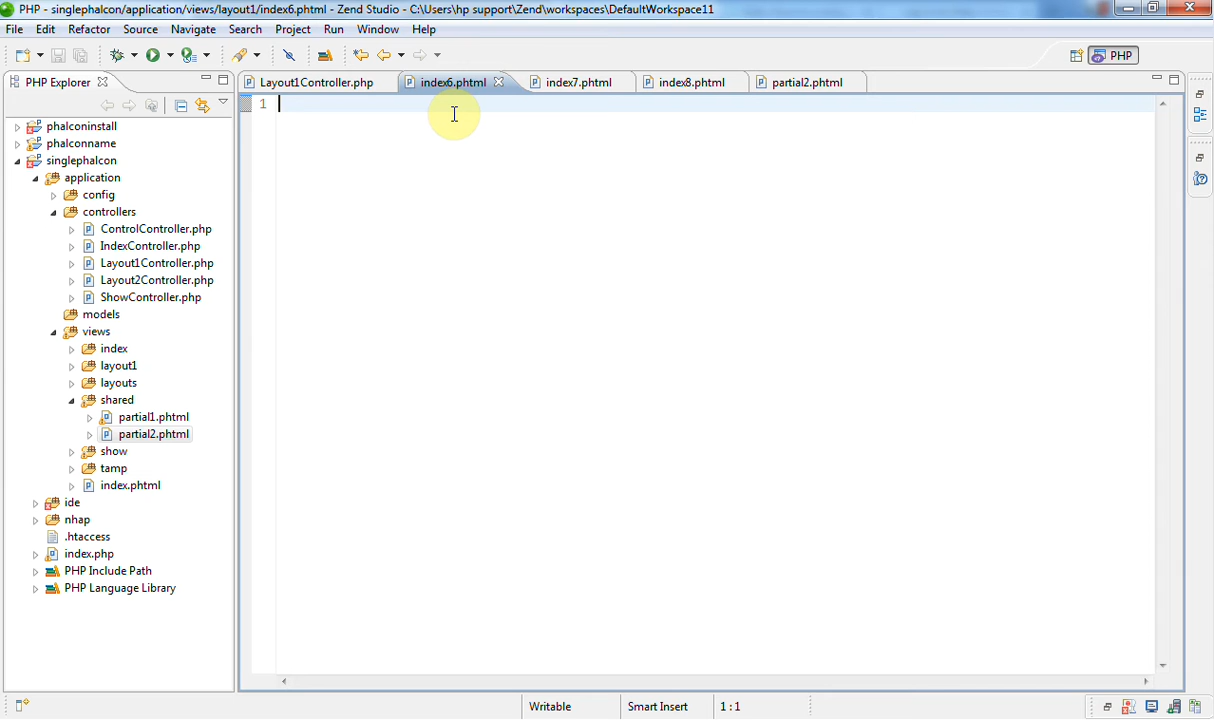 PHP - singlephalcon/application/views/layout1/index6.phtml - Zend Studio - C:\Users\hp support\Zend\workspaces\DefaultWorkspace11
File Edit Refactor Source Navigate Search Project Run Window Help
PHP
PHP Explorer
Layout1Controller.php index6.phtml index7.phtml index8.phtml partial2.phtml
1
phalconinstall
phalconname
singlephalcon
application
config
controllers
ControlController.php
IndexController.php
Layout1Controller.php
Layout2Controller.php
ShowController.php
models
views
index
layout1
layouts
shared
partial1.phtml
partial2.phtml
show
tamp
index.phtml
ide
nhap
.htaccess
index.php
PHP Include Path
PHP Language Library
Writable Smart Insert 1 : 1